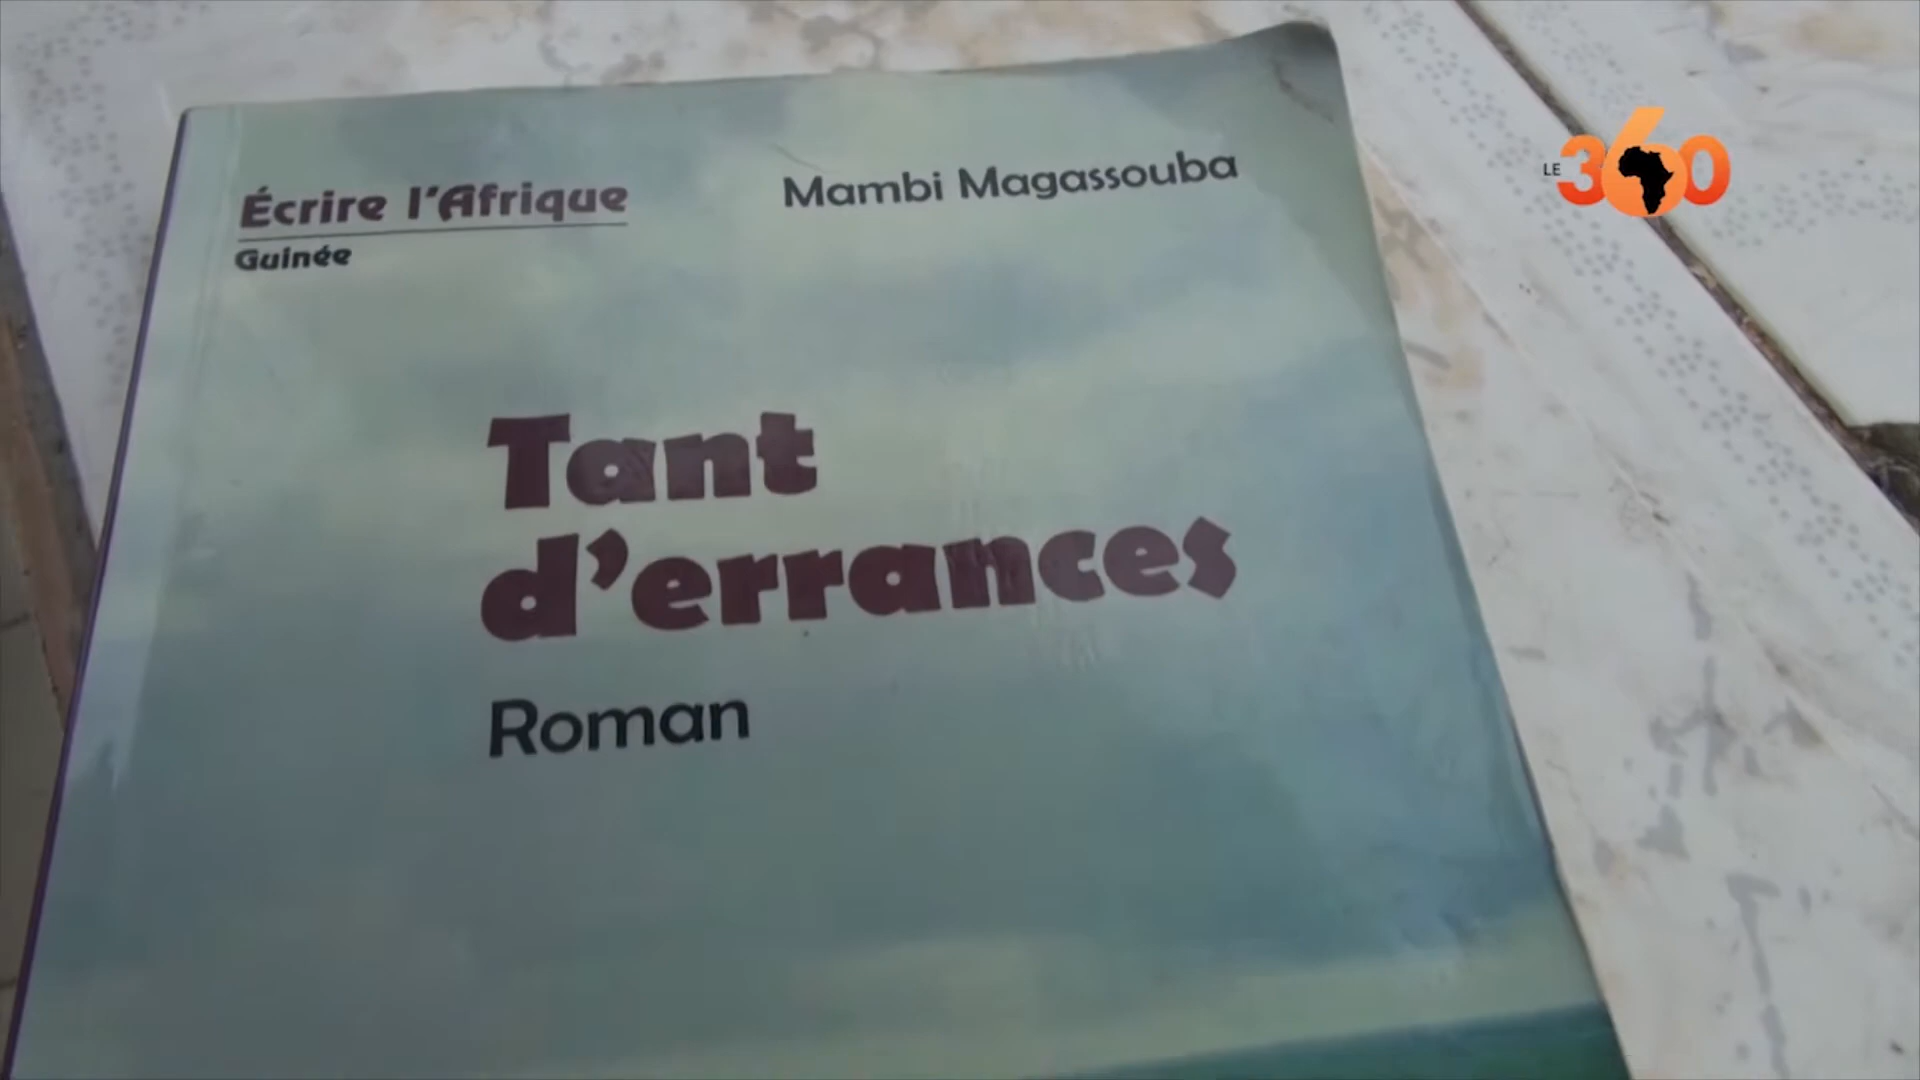 Écrire l'Afrique
Guinée
Mambi Magassouba
LE 360
Tant
d'errances
Roman